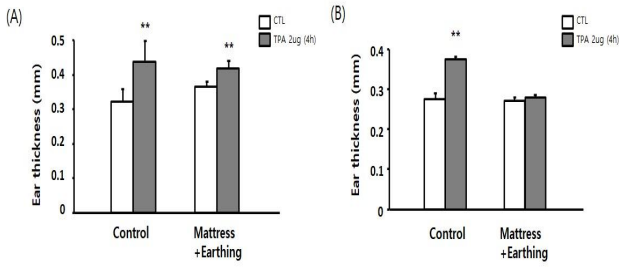 (A)
CTL
TPA 2ug (4h)
**
**
0.5
0.4
0.3
0.2
0.1
0
Ear thickness (mm)
Control
Mattress
+Earthing
(B)
CTL
TPA 2ug (4h)
**
0.4
0.3
0.2
0.1
0
Ear thickness (mm)
Control
Mattress
+Earthing